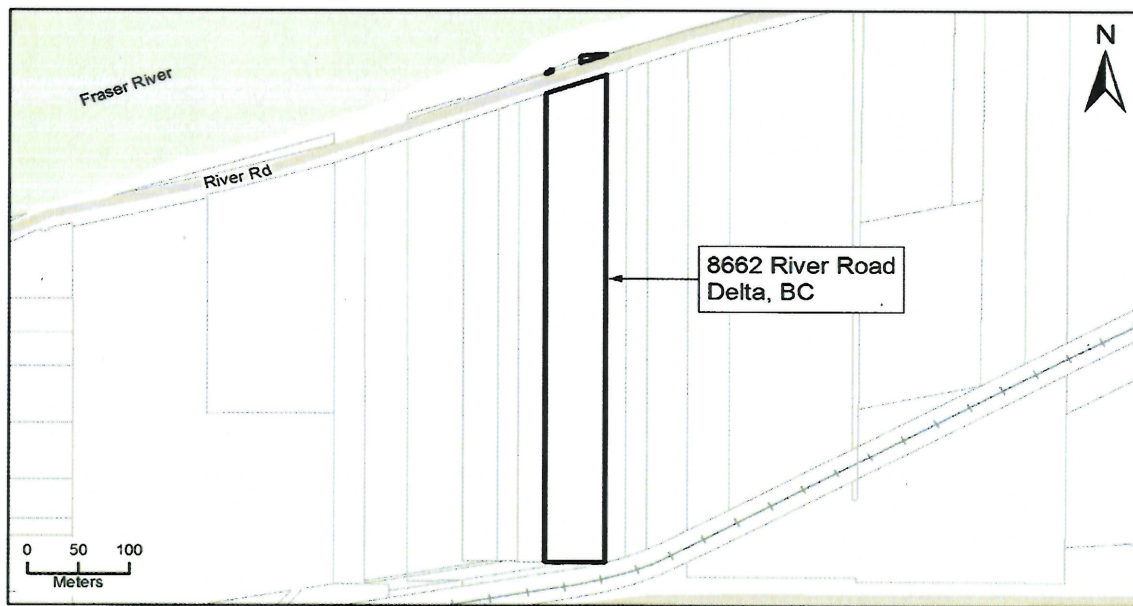 N
Fraser River
River Rd
8662 River Road
Delta, BC
0 50 100
Meters